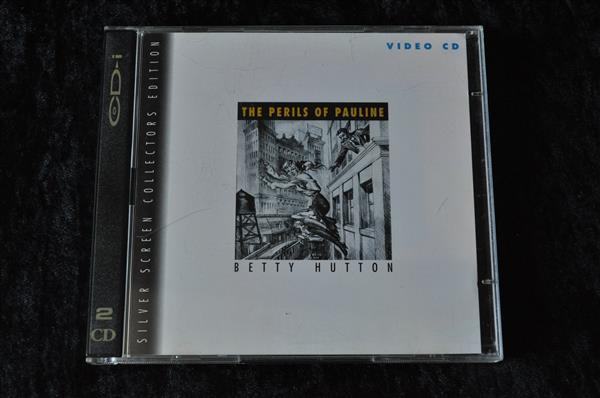 CD-i
2
CD
SILVER SCREEN COLLECTORS EDITION
VIDEO CD
THE PERILS OF PAULINE
BETTY HUTTON